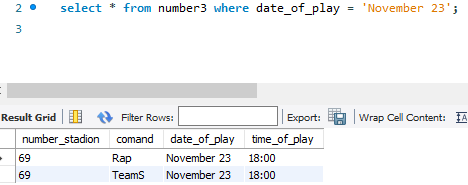 2 select * from number3 where date_of_play = 'November 23';
3
Result Grid Filter Rows: Export: Wrap Cell Content: IA
number_stadion comand date_of_play time_of_play
69 Rap November 23 18:00
69 TeamS November 23 18:00